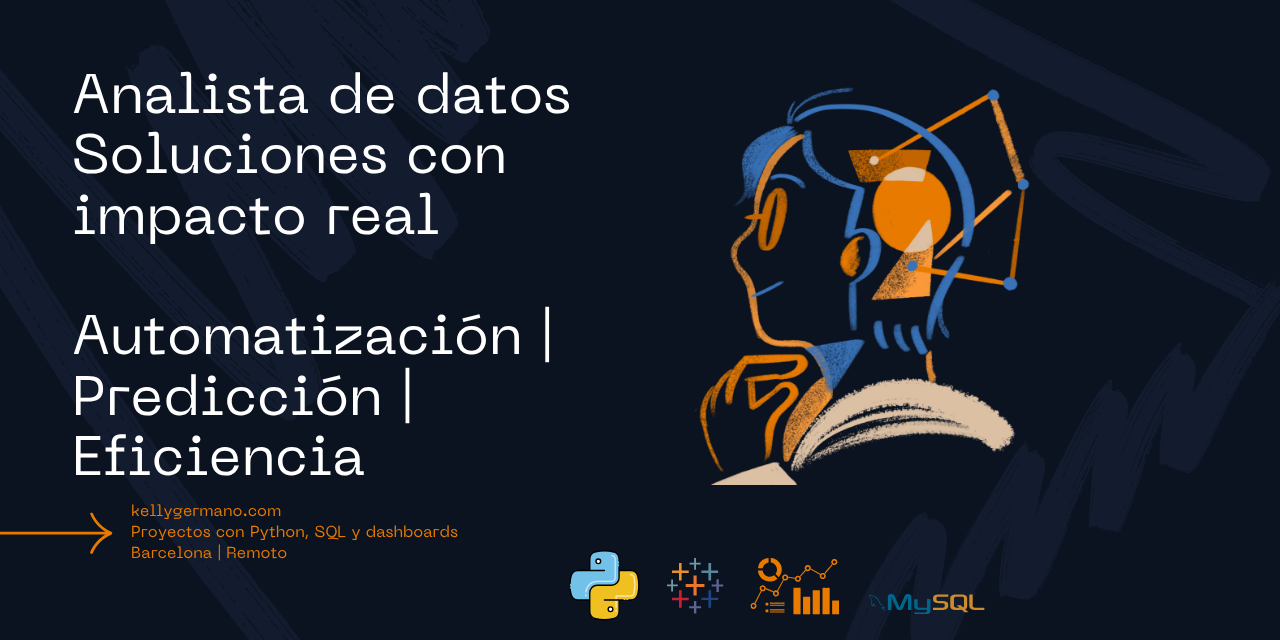 Analista de datos
Soluciones con
impacto real
Automatización |
Predicción |
Eficiencia
kellygermano.com
Proyectos con Python, SQL y dashboards
Barcelona | Remoto
MySQL